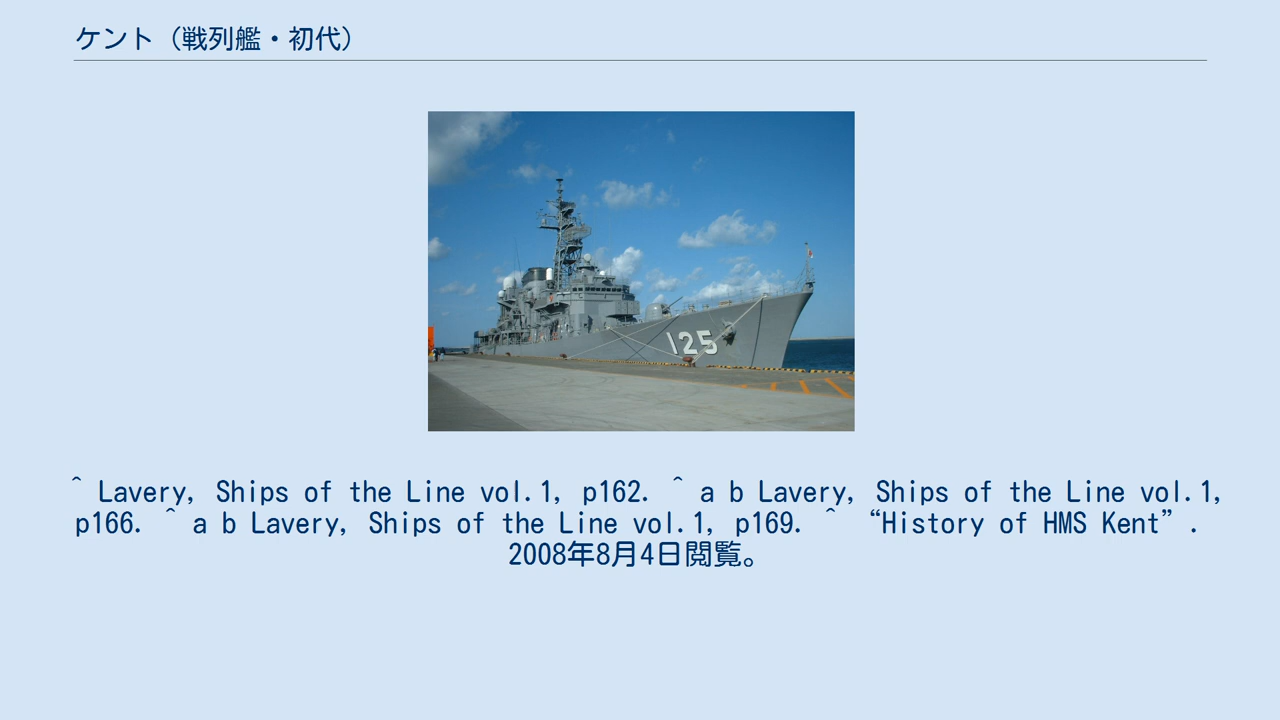 ケント（戦列艦・初代）
125
^ Lavery, Ships of the Line vol.1, p162. ^ a b Lavery, Ships of the Line vol.1,
p166. ^ a b Lavery, Ships of the Line vol.1, p169. ^ “History of HMS Kent”.
2008年8月4日閲覧。